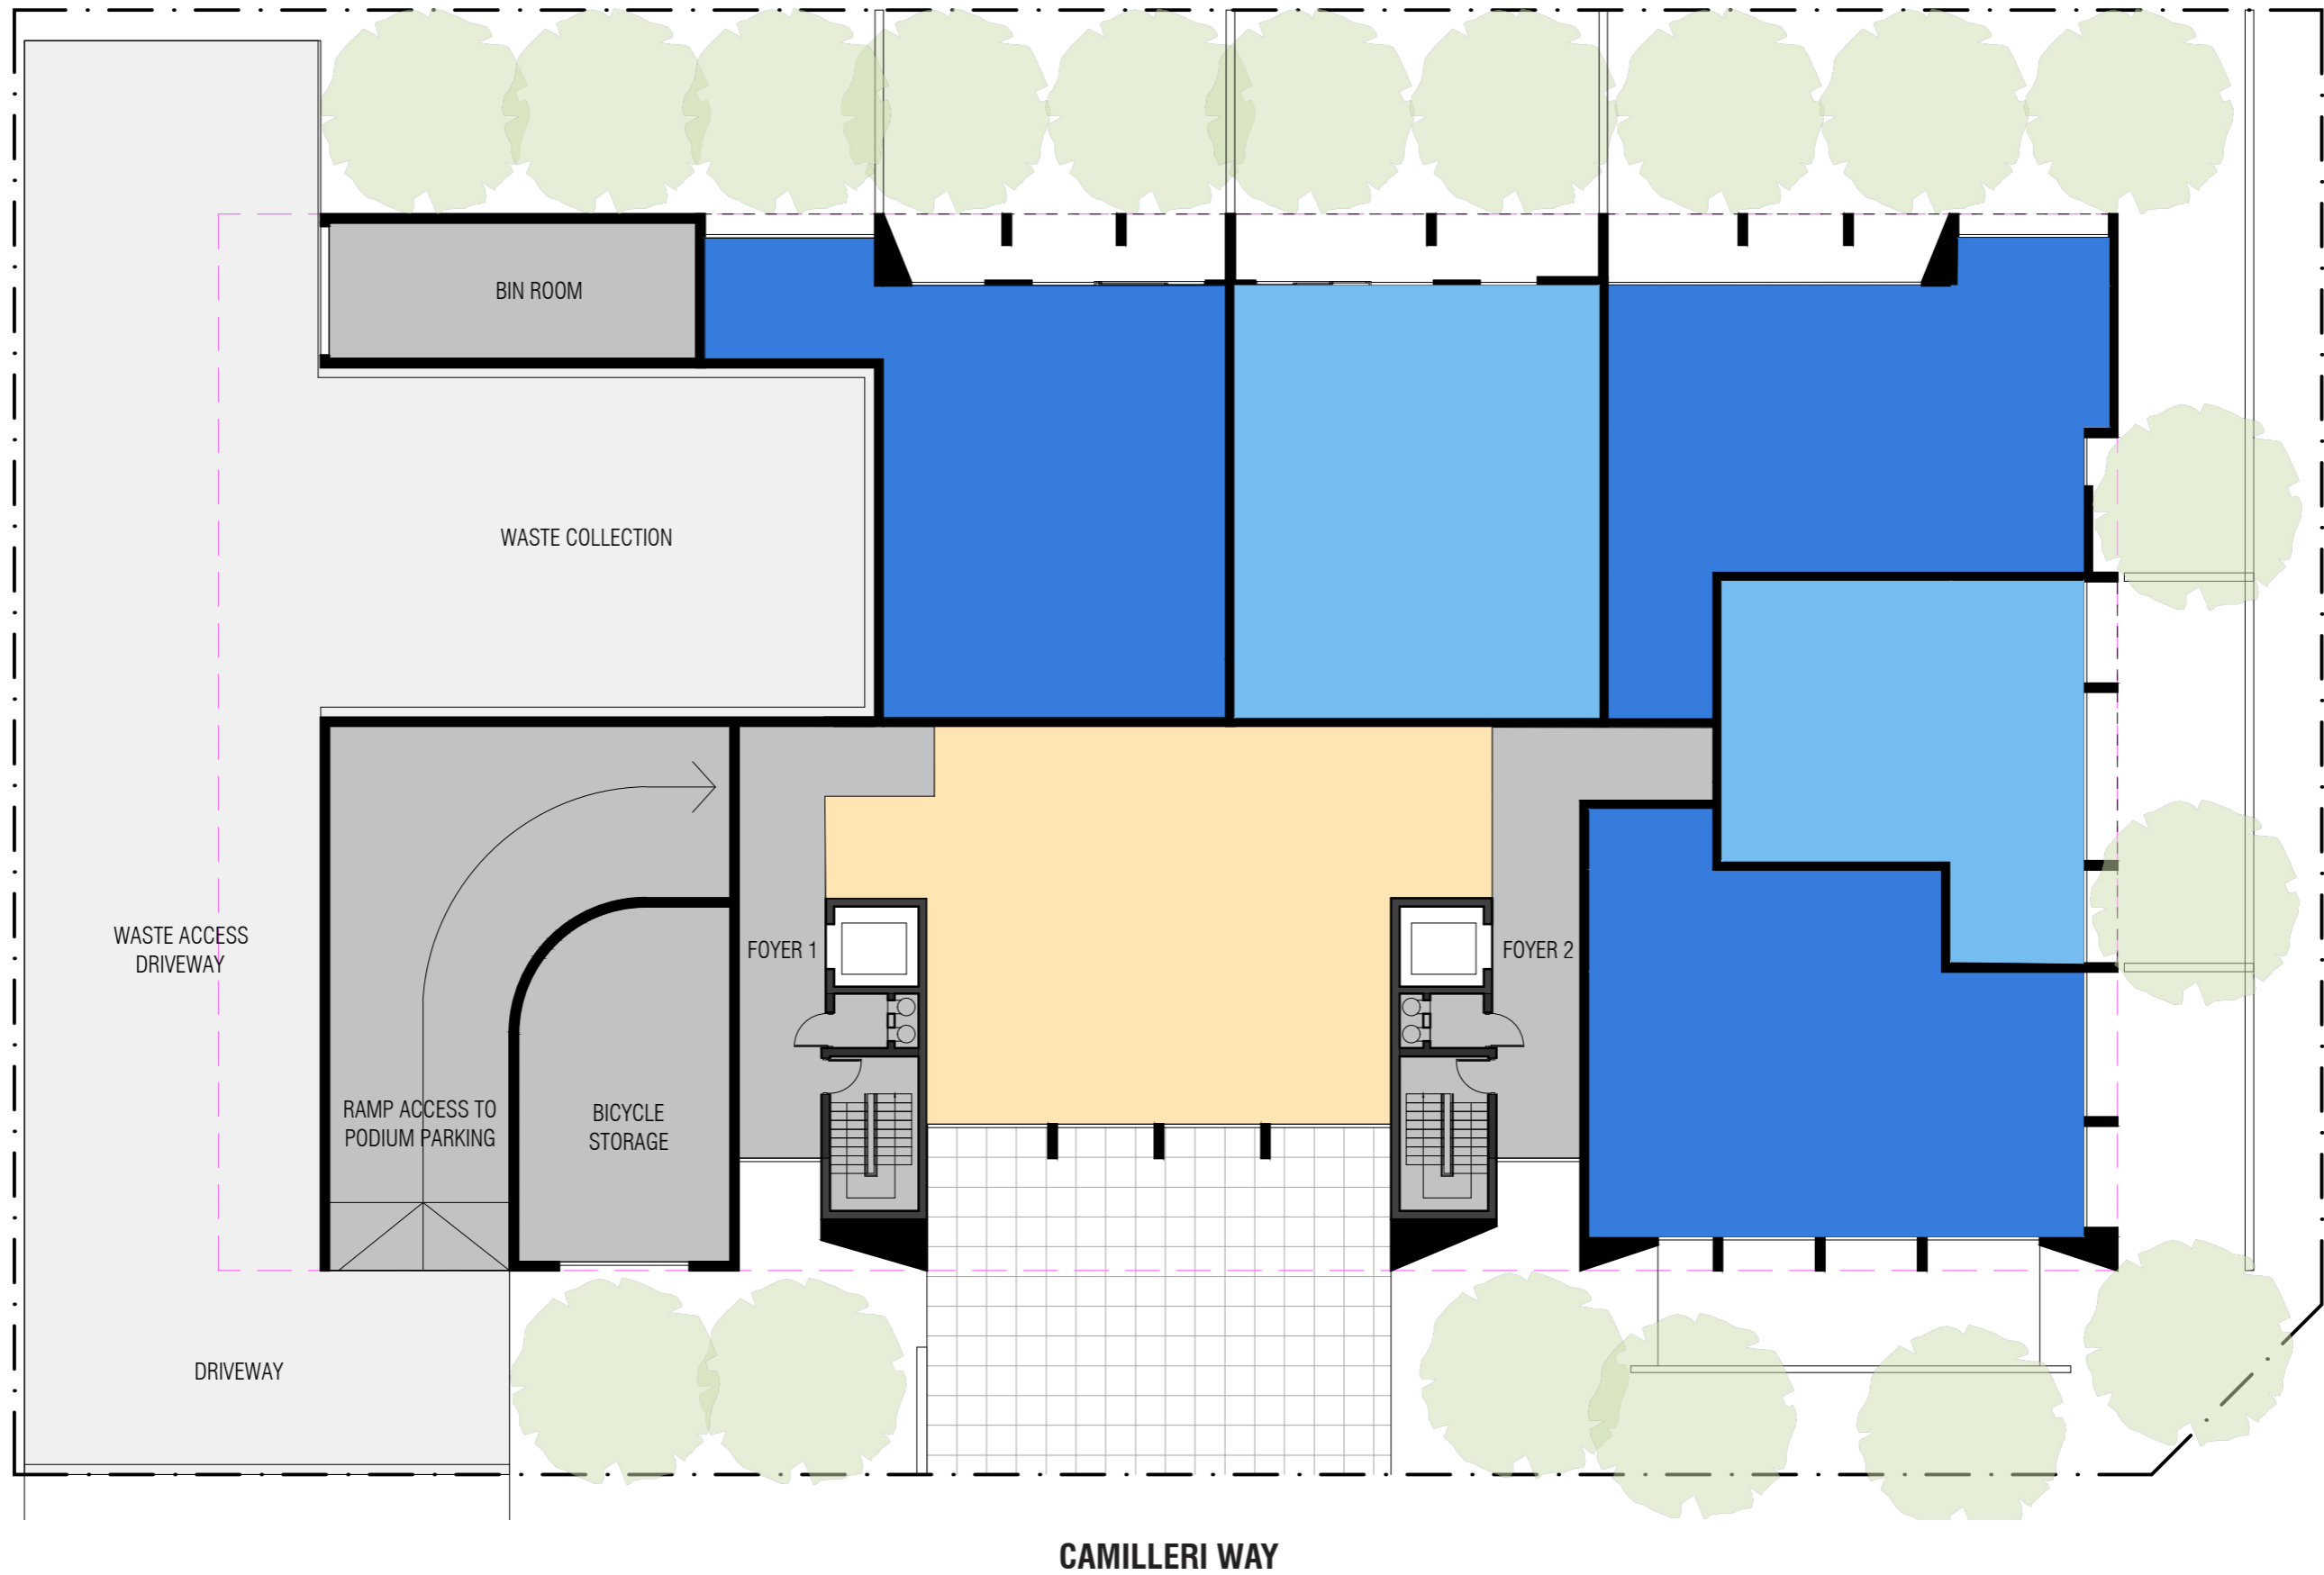 BIN ROOM
WASTE COLLECTION
WASTE ACCESS
DRIVEWAY
FOYER 1
FOYER 2
RAMP ACCESS TO
PODIUM PARKING
BICYCLE
STORAGE
DRIVEWAY
CAMILLERI WAY